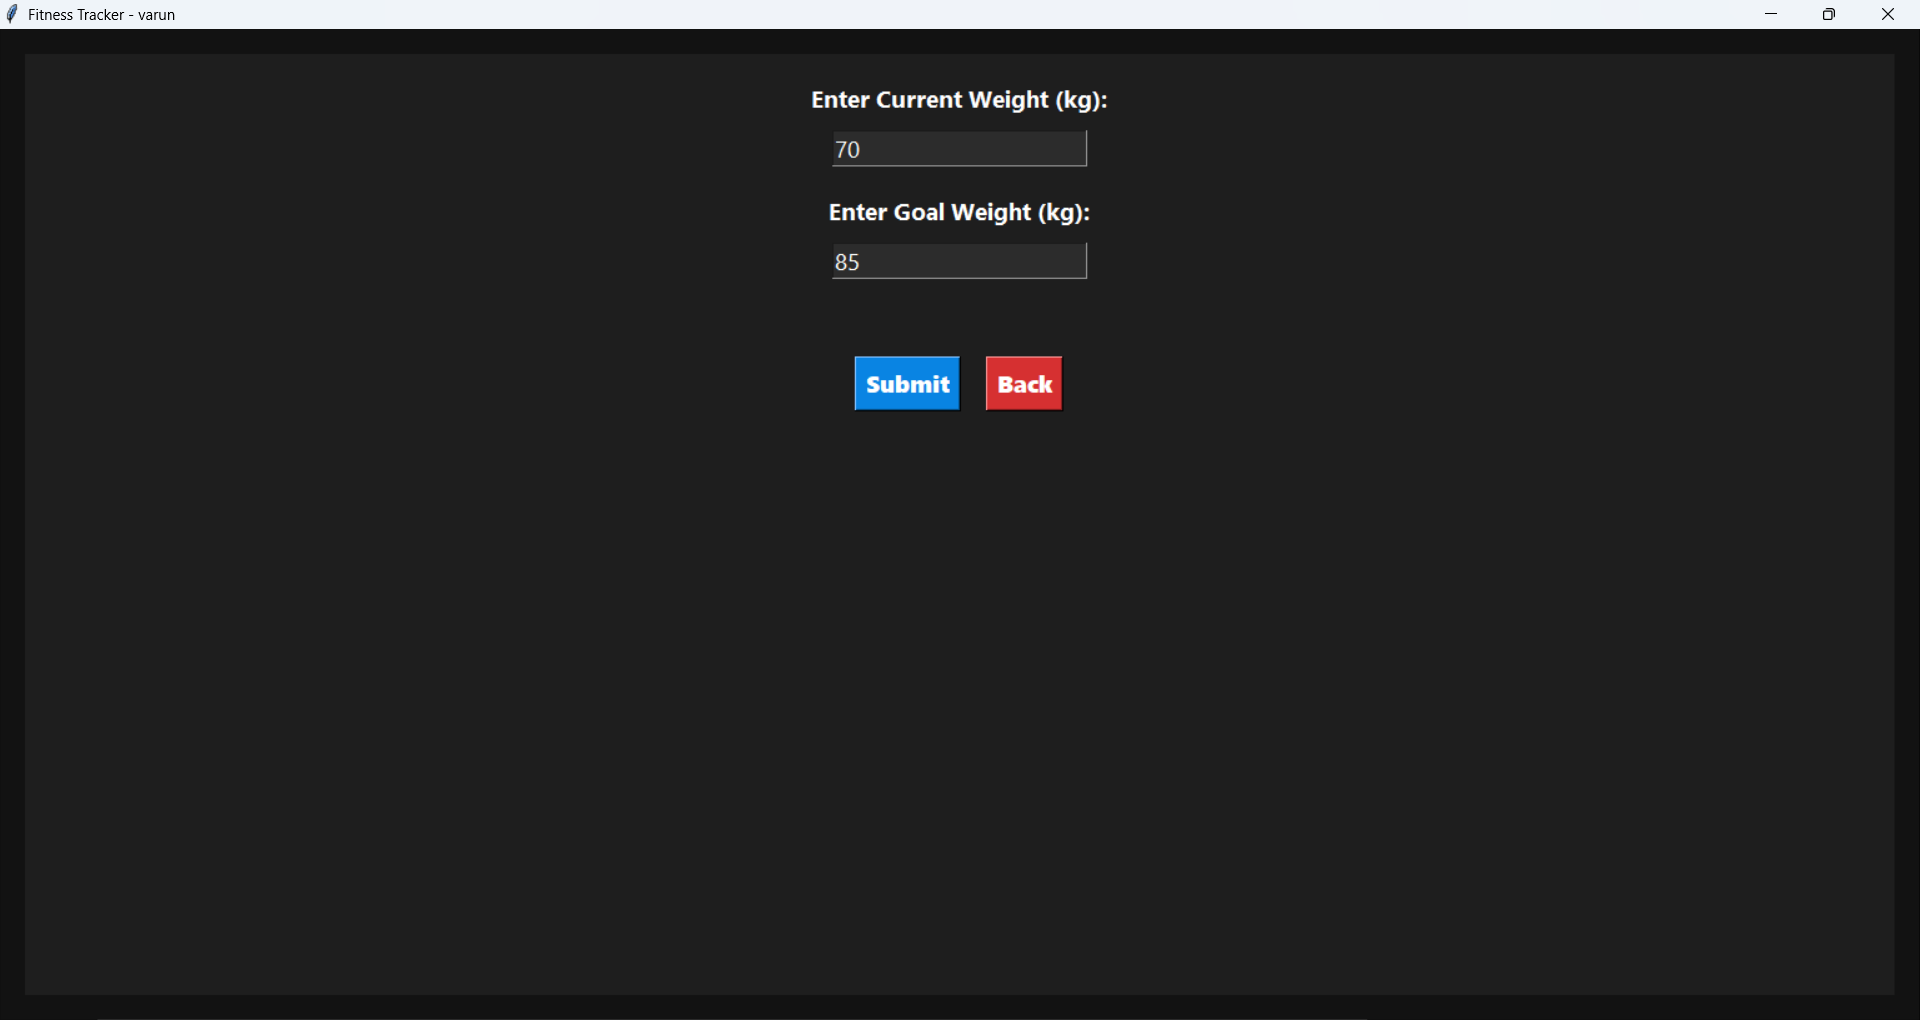 Fitness Tracker - varun
Enter Current Weight (kg):
70
Enter Goal Weight (kg):
85
Submit Back